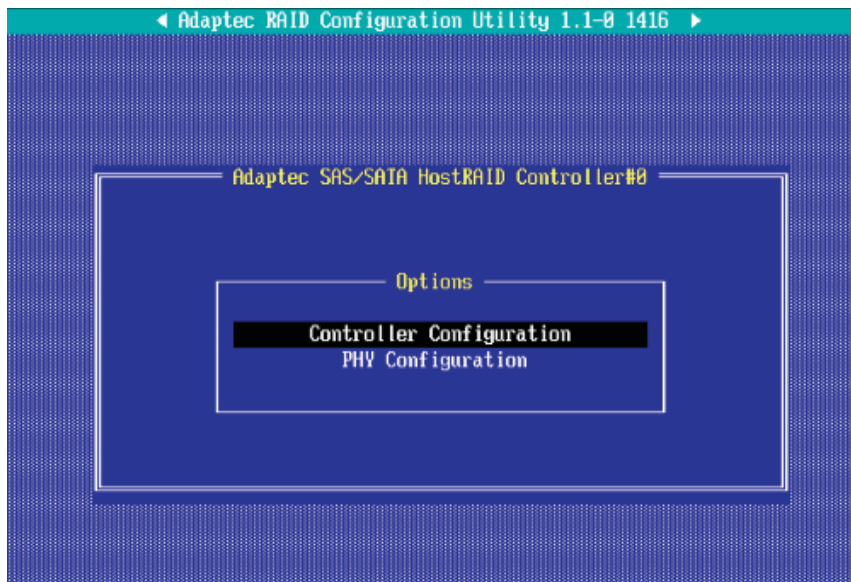 Adaptec RAID Configuration Utility 1.1-0 1416
Adaptec SAS/SATA HostRAID Controller#0
Options
Controller Configuration
PHY Configuration